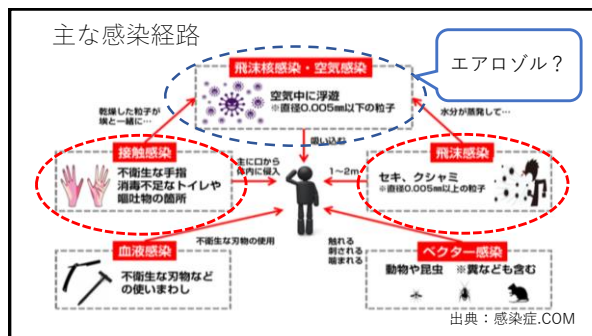 主な感染経路
エアロゾル？
飛沫核感染・空気感染
空気中に浮遊
※直径0.005㎜以下の粒子
乾燥した粒子が
埃と一緒に…
水分が蒸発して…
吸い込む
接触感染
不衛生な手指
消毒不足なトイレや
嘔吐物の箇所
主に口から
体内に侵入
1〜2m
飛沫感染
セキ、クシャミ
※直径0.005㎜以上の粒子
血液感染
不衛生な刃物などの
使いまわし
不衛生な刃物の使用
触れる
刺される
噛まれる
ベクター感染
動物や昆虫　※糞なども含む
出典：感染症.COM